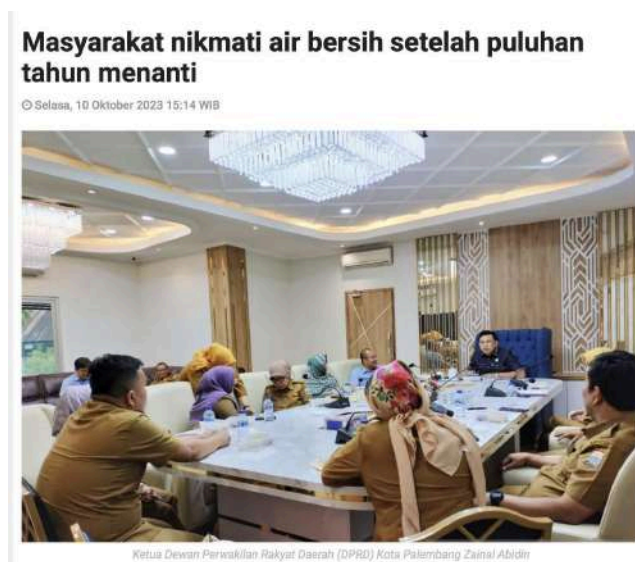 Masyarakat nikmati air bersih setelah puluhan
tahun menanti
Selasa, 10 Oktober 2023 15:14 WIB
Ketua Dewan Perwakilan Rakyat Daerah (DPRD) Kota Palembang Zainal Abidin